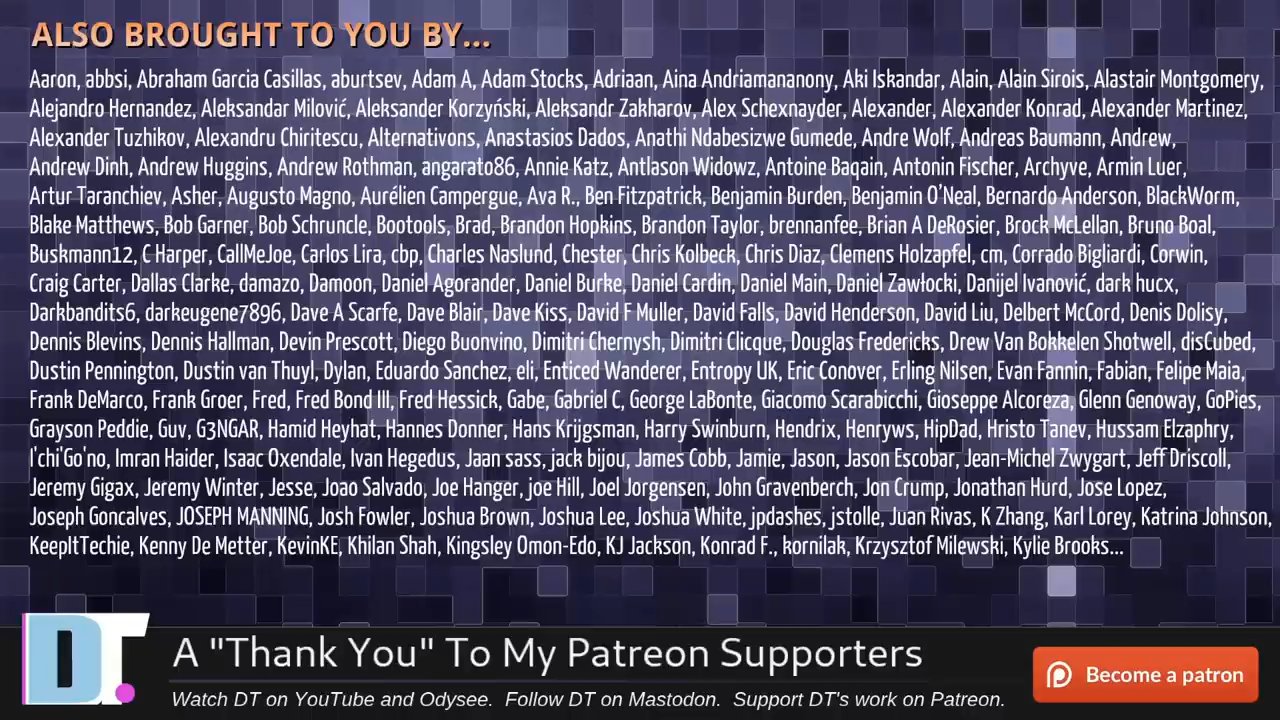 ALSO BROUGHT TO YOU BY...
Aaron, abbsi, Abraham Garcia Casillas, aburtsev, Adam A, Adam Stocks, Adriaan, Aina Andriamananony, Aki Iskandar, Alain, Alain Sirois, Alastair Montgomery,
Alejandro Hernandez, Aleksandar Milović, Aleksander Korzyński, Aleksandr Zakharov, Alex Schexnayder, Alexander, Alexander Konrad, Alexander Martinez,
Alexander Tuzhikov, Alexandru Chiritescu, Alternativons, Anastasios Dados, Anathi Ndabesizwe Gumede, Andre Wolf, Andreas Baumann, Andrew,
Andrew Dinh, Andrew Huggins, Andrew Rothman, angarato86, Annie Katz, Antlason Widowz, Antoine Baqain, Antonin Fischer, Archyve, Armin Luer,
Artur Taranchiev, Asher, Augusto Magno, Aurélien Campergue, Ava R., Ben Fitzpatrick, Benjamin Burden, Benjamin O'Neal, Bernardo Anderson, BlackWorm,
Blake Matthews, Bob Garner, Bob Schruncle, Bootools, Brad, Brandon Hopkins, Brandon Taylor, brennanfee, Brian A DeRosier, Brock McLellan, Bruno Boal,
Buskmann12, C Harper, CallMeJoe, Carlos Lira, cbp, Charles Naslund, Chester, Chris Kolbeck, Chris Diaz, Clemens Holzapfel, cm, Corrado Bigliardi, Corwin,
Craig Carter, Dallas Clarke, damazo, Damoon, Daniel Agorander, Daniel Burke, Daniel Cardin, Daniel Main, Daniel Zawłocki, Danijel Ivanović, dark hucx,
Darkbandits6, darkeugene7896, Dave A Scarfe, Dave Blair, Dave Kiss, David F Muller, David Falls, David Henderson, David Liu, Delbert McCord, Denis Dolisy,
Dennis Blevins, Dennis Hallman, Devin Prescott, Diego Buonvino, Dimitri Chernysh, Dimitri Clicque, Douglas Fredericks, Drew Van Bokkelen Shotwell, disCubed,
Dustin Pennington, Dustin van Thuyl, Dylan, Eduardo Sanchez, eli, Enticed Wanderer, Entropy UK, Eric Conover, Erling Nilsen, Evan Fannin, Fabian, Felipe Maia,
Frank DeMarco, Frank Groer, Fred, Fred Bond III, Fred Hessick, Gabe, Gabriel C, George LaBonte, Giacomo Scarabicchi, Gioseppe Alcoreza, Glenn Genoway, GoPies,
Grayson Peddie, Guv, G3NGAR, Hamid Heyhat, Hannes Donner, Hans Krijgsman, Harry Swinburn, Hendrix, Henryws, HipDad, Hristo Tanev, Hussam Elzaphry,
I'chi'Go'no, Imran Haider, Isaac Oxendale, Ivan Hegedus, Jaan sass, jack bijou, James Cobb, Jamie, Jason, Jason Escobar, Jean-Michel Zwygart, Jeff Driscoll,
Jeremy Gigax, Jeremy Winter, Jesse, Joao Salvado, Joe Hanger, joe Hill, Joel Jorgensen, John Gravenberch, Jon Crump, Jonathan Hurd, Jose Lopez,
Joseph Goncalves, JOSEPH MANNING, Josh Fowler, Joshua Brown, Joshua Lee, Joshua White, jpdashes, jstolle, Juan Rivas, K Zhang, Karl Lorey, Katrina Johnson,
KeepItTechie, Kenny De Metter, KevinKE, Khilan Shah, Kingsley Omon-Edo, KJ Jackson, Konrad F., kornilak, Krzysztof Milewski, Kylie Brooks...
DT.
A "Thank You" To My Patreon Supporters
Watch DT on YouTube and Odysee. Follow DT on Mastodon. Support DT's work on Patreon.
Become a patron